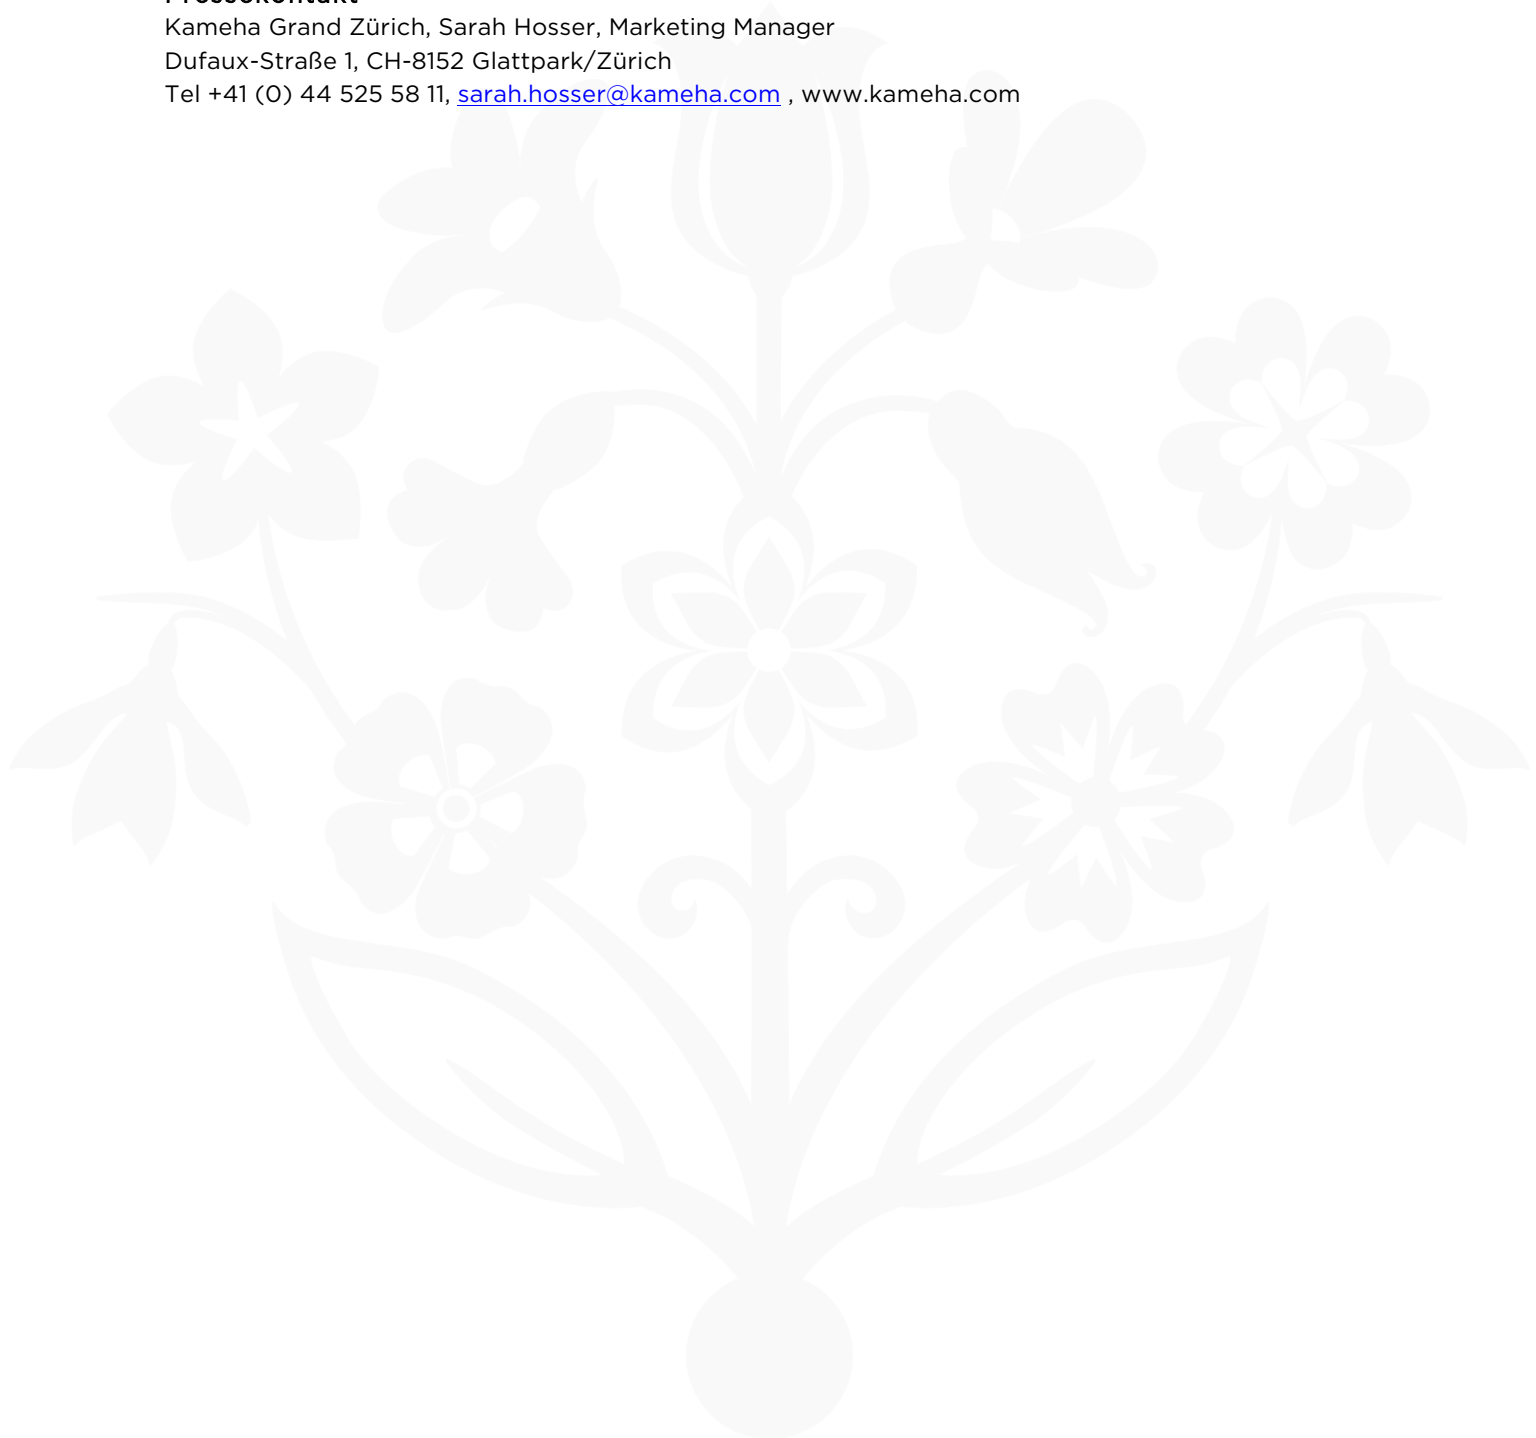 Pressekontakt
Kameha Grand Zürich, Sarah Hosser, Marketing Manager
Dufaux-Straße 1, CH-8152 Glattpark/Zürich
Tel +41 (0) 44 525 58 11, sarah.hosser@kameha.com , www.kameha.com